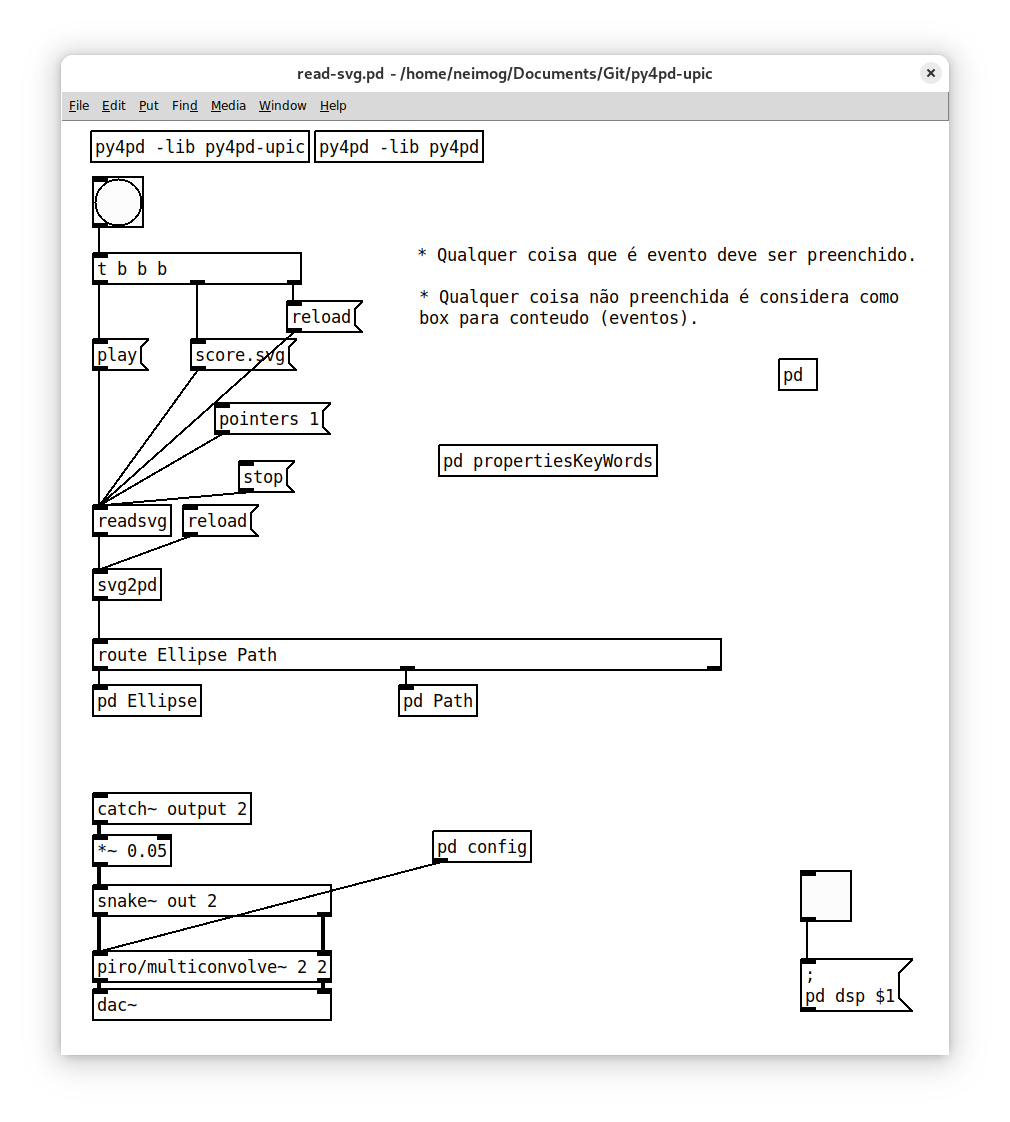 read-svg.pd - /home/neimog/Documents/Git/py4pd-upic
File Edit Put Find Media Window Help
py4pd -lib py4pd-upic
py4pd -lib py4pd
t b b b
* Qualquer coisa que é evento deve ser preenchido.
* Qualquer coisa não preenchida é considera como
box para conteudo (eventos).
reload
play
score.svg
pd
pointers 1
pd propertiesKeyWords
stop
readsvg
reload
svg2pd
route Ellipse Path
pd Ellipse
pd Path
catch~ output 2
*~ 0.05
pd config
snake~ out 2
piro/multiconvolve~ 2 2
dac~
;
pd dsp $1